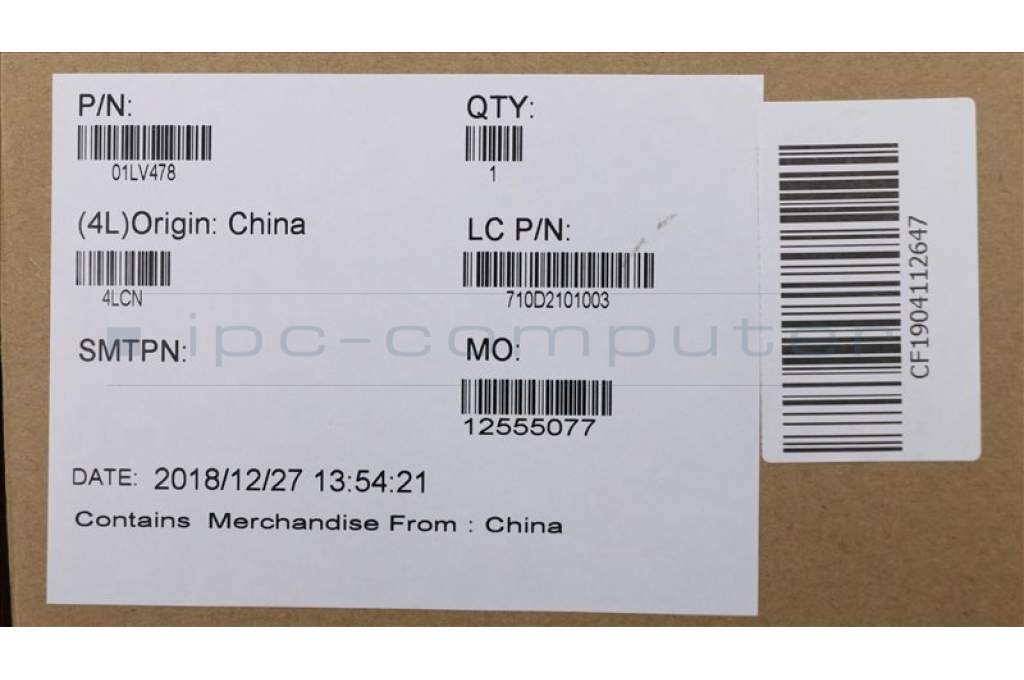 P/N:
01LV478
QTY:
1
(4L)Origin: China
4LCN
LC P/N:
710D2101003
ipc-computer
SMTPN:
MO:
12555077
DATE: 2018/12/27 13:54:21
Contains Merchandise From : China
CF1904112647